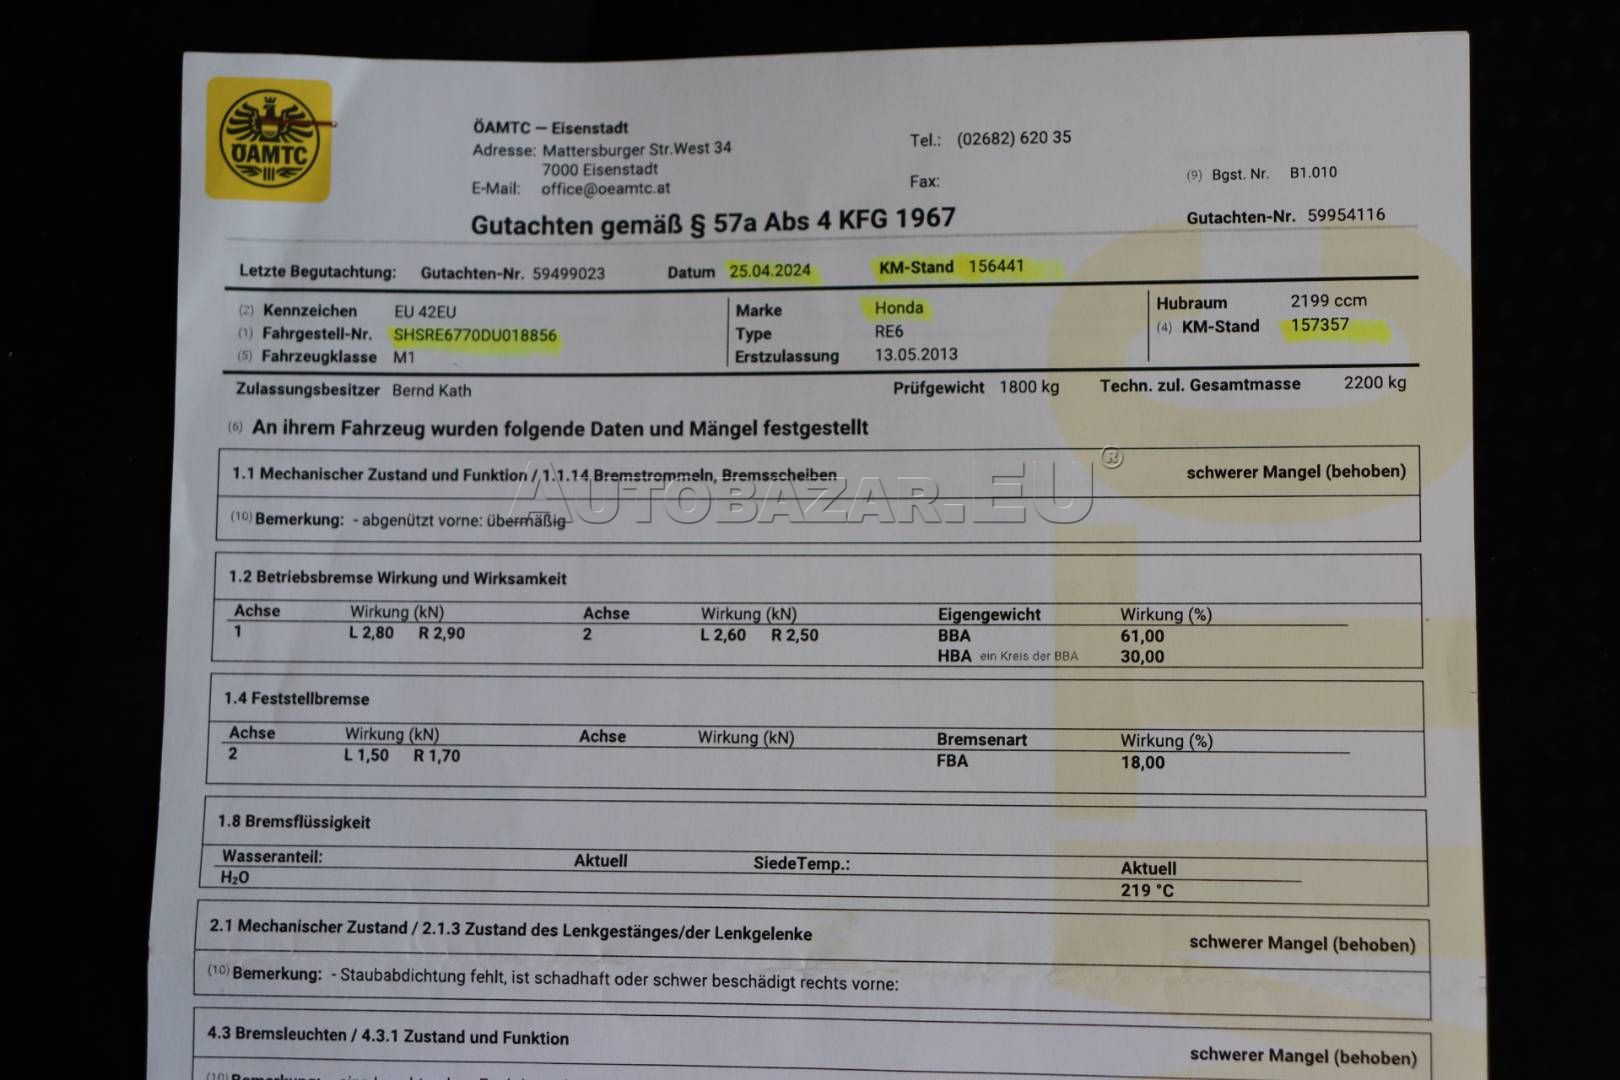 ÖAMTC
ÖAMTC – Eisenstadt
Adresse: Mattersburger Str.West 34
7000 Eisenstadt
E-Mail: office@oeamtc.at
Tel.: (02682) 620 35
Fax:
(9) Bgst. Nr. B1.010
Gutachten gemäß § 57a Abs 4 KFG 1967
Gutachten-Nr. 59954116
Letzte Begutachtung: Gutachten-Nr. 59499023 Datum 25.04.2024 KM-Stand 156441
(2) Kennzeichen EU 42EU Marke Honda Hubraum 2199 ccm
(1) Fahrgestell-Nr. SHSRE6770DU018856 Type RE6 (4) KM-Stand 157357
(5) Fahrzeugklasse M1 Erstzulassung 13.05.2013
Zulassungsbesitzer Bernd Kath Prüfgewicht 1800 kg Techn. zul. Gesamtmasse 2200 kg
(6) An ihrem Fahrzeug wurden folgende Daten und Mängel festgestellt
1.1 Mechanischer Zustand und Funktion / 1.1.14 Bremstrommeln, Bremsscheiben schwerer Mangel (behoben)
AUTOBAZAR.EU®
(10) Bemerkung: - abgenützt vorne: übermäßig
1.2 Betriebsbremse Wirkung und Wirksamkeit
Achse Wirkung (kN) Achse Wirkung (kN) Eigengewicht Wirkung (%)
1 L 2,80 R 2,90 2 L 2,60 R 2,50 BBA 61,00
HBA ein Kreis der BBA 30,00
1.4 Feststellbremse
Achse Wirkung (kN) Achse Wirkung (kN) Bremsenart Wirkung (%)
2 L 1,50 R 1,70 FBA 18,00
1.8 Bremsflüssigkeit
Wasseranteil: Aktuell SiedeTemp.: Aktuell
H₂O 219 °C
2.1 Mechanischer Zustand / 2.1.3 Zustand des Lenkgestänges/der Lenkgelenke schwerer Mangel (behoben)
(10) Bemerkung: - Staubabdichtung fehlt, ist schadhaft oder schwer beschädigt rechts vorne:
4.3 Bremsleuchten / 4.3.1 Zustand und Funktion schwerer Mangel (behoben)
(10) Bemerkung: